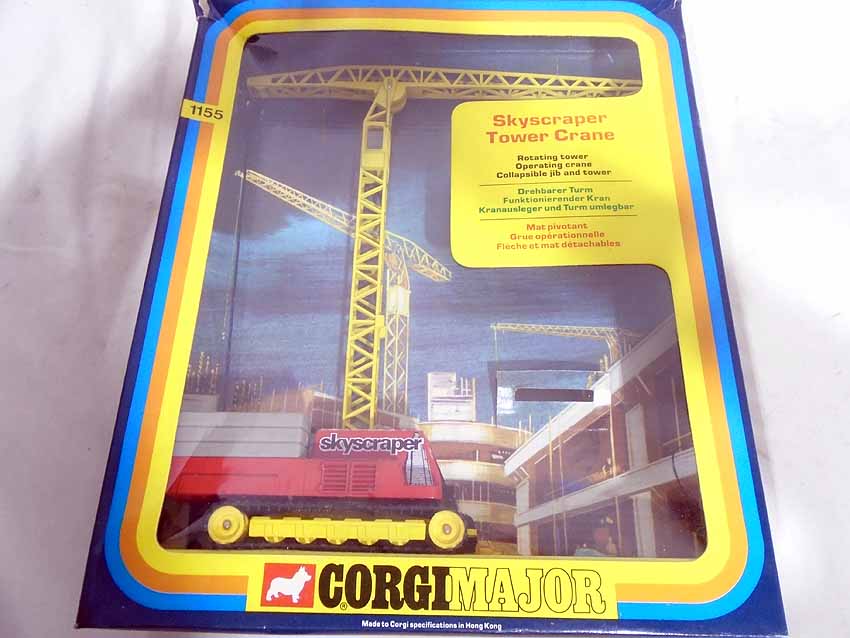 1155
Skyscraper
Tower Crane
Rotating tower
Operating crane
Collapsible jib and tower
Drehbarer Turm
Funktionierender Kran
Kranausleger und Turm umlegbar
Mat pivotant
Grue opérationnelle
Flèche et mat détachables
skyscraper
® CORGI MAJOR
Made to Corgi specifications in Hong Kong